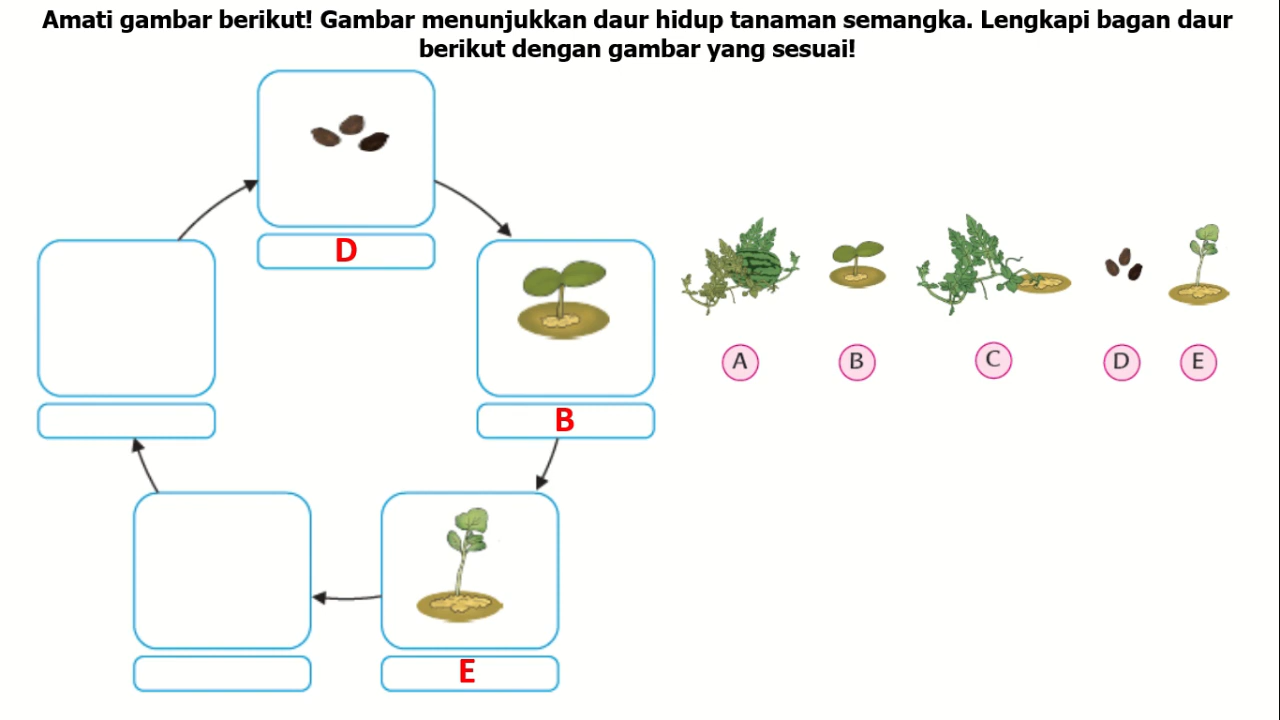 Amati gambar berikut! Gambar menunjukkan daur hidup tanaman semangka. Lengkapi bagan daur
berikut dengan gambar yang sesuai!
D
B
E
A
B
C
D
E